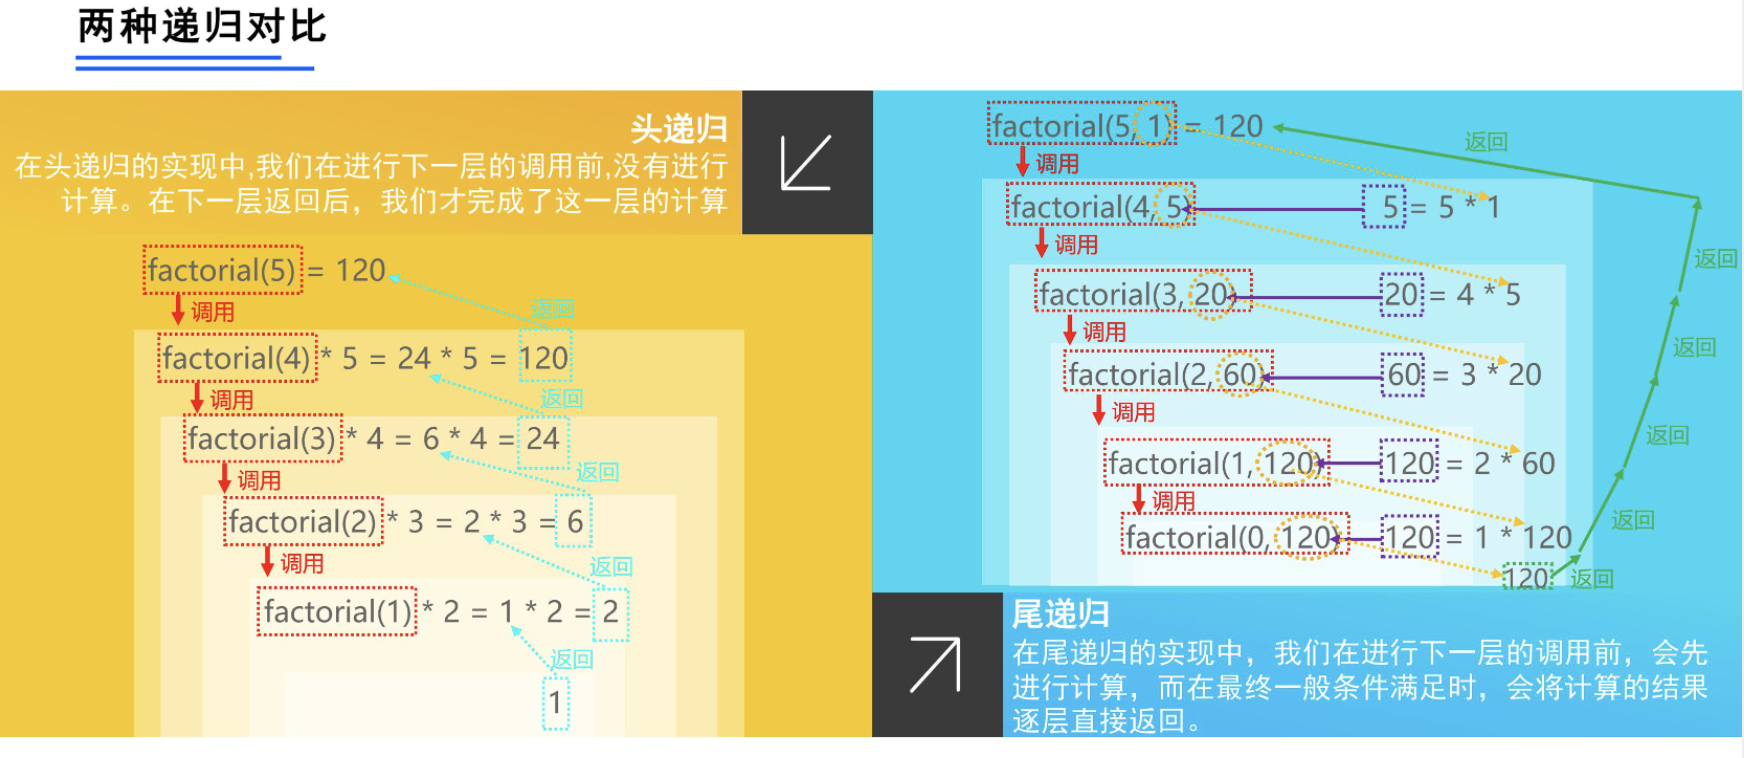 两种递归对比
头递归
在头递归的实现中,我们在进行下一层的调用前,没有进行
计算。在下一层返回后，我们才完成了这一层的计算
factorial(5) = 120
调用
返回
factorial(4) * 5 = 24 * 5 = 120
调用
返回
factorial(3) * 4 = 6 * 4 = 24
调用
返回
factorial(2) * 3 = 2 * 3 = 6
调用
返回
factorial(1) * 2 = 1 * 2 = 2
返回
1
factorial(5, 1) = 120
返回
调用
factorial(4, 5) 5 = 5 * 1
调用
返回
factorial(3, 20) 20 = 4 * 5
调用
返回
factorial(2, 60) 60 = 3 * 20
调用
返回
factorial(1, 120) 120 = 2 * 60
调用
返回
factorial(0, 120) 120 = 1 * 120
120 返回
尾递归
在尾递归的实现中，我们在进行下一层的调用前，会先
进行计算，而在最终一般条件满足时，会将计算的结果
逐层直接返回。